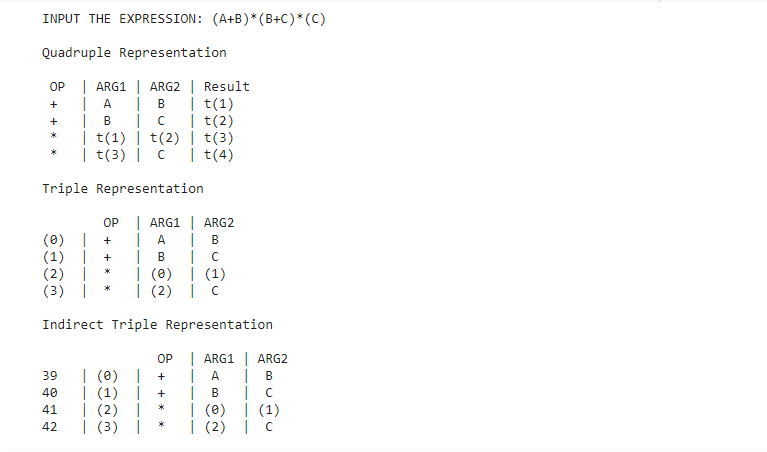 INPUT THE EXPRESSION: (A+B)*(B+C)*(C)
Quadruple Representation
OP | ARG1 | ARG2 | Result
+ | A | B | t(1)
+ | B | C | t(2)
* | t(1) | t(2) | t(3)
* | t(3) | C | t(4)
Triple Representation
OP | ARG1 | ARG2
(0) | + | A | B
(1) | + | B | C
(2) | * | (0) | (1)
(3) | * | (2) | C
Indirect Triple Representation
OP | ARG1 | ARG2
39 | (0) | + | A | B
40 | (1) | + | B | C
41 | (2) | * | (0) | (1)
42 | (3) | * | (2) | C